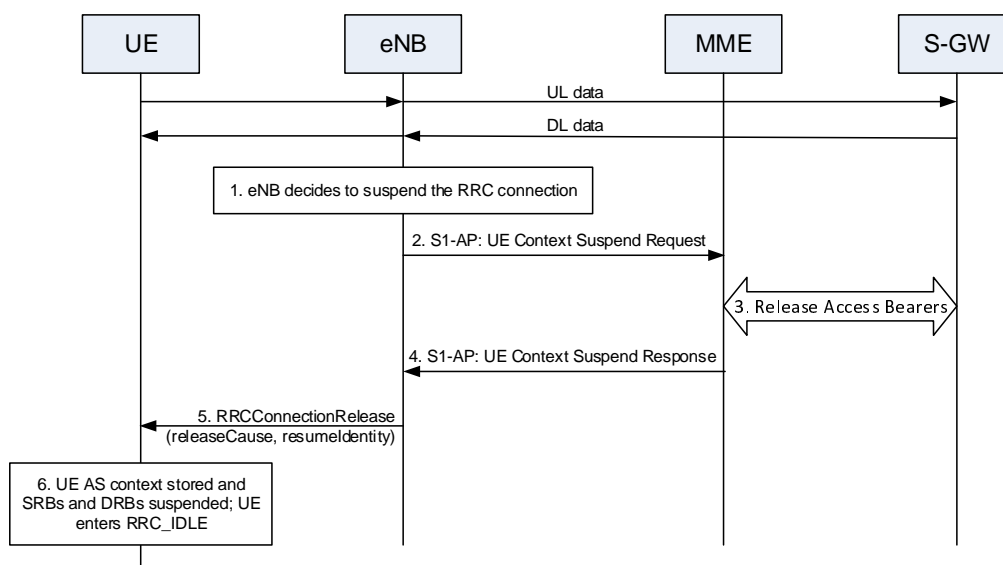 UE
eNB
MME
S-GW
UL data
DL data
1. eNB decides to suspend the RRC connection
2. S1-AP: UE Context Suspend Request
3. Release Access Bearers
4. S1-AP: UE Context Suspend Response
5. RRCConnectionRelease
(releaseCause, resumeIdentity)
6. UE AS context stored and
SRBs and DRBs suspended; UE
enters RRC_IDLE